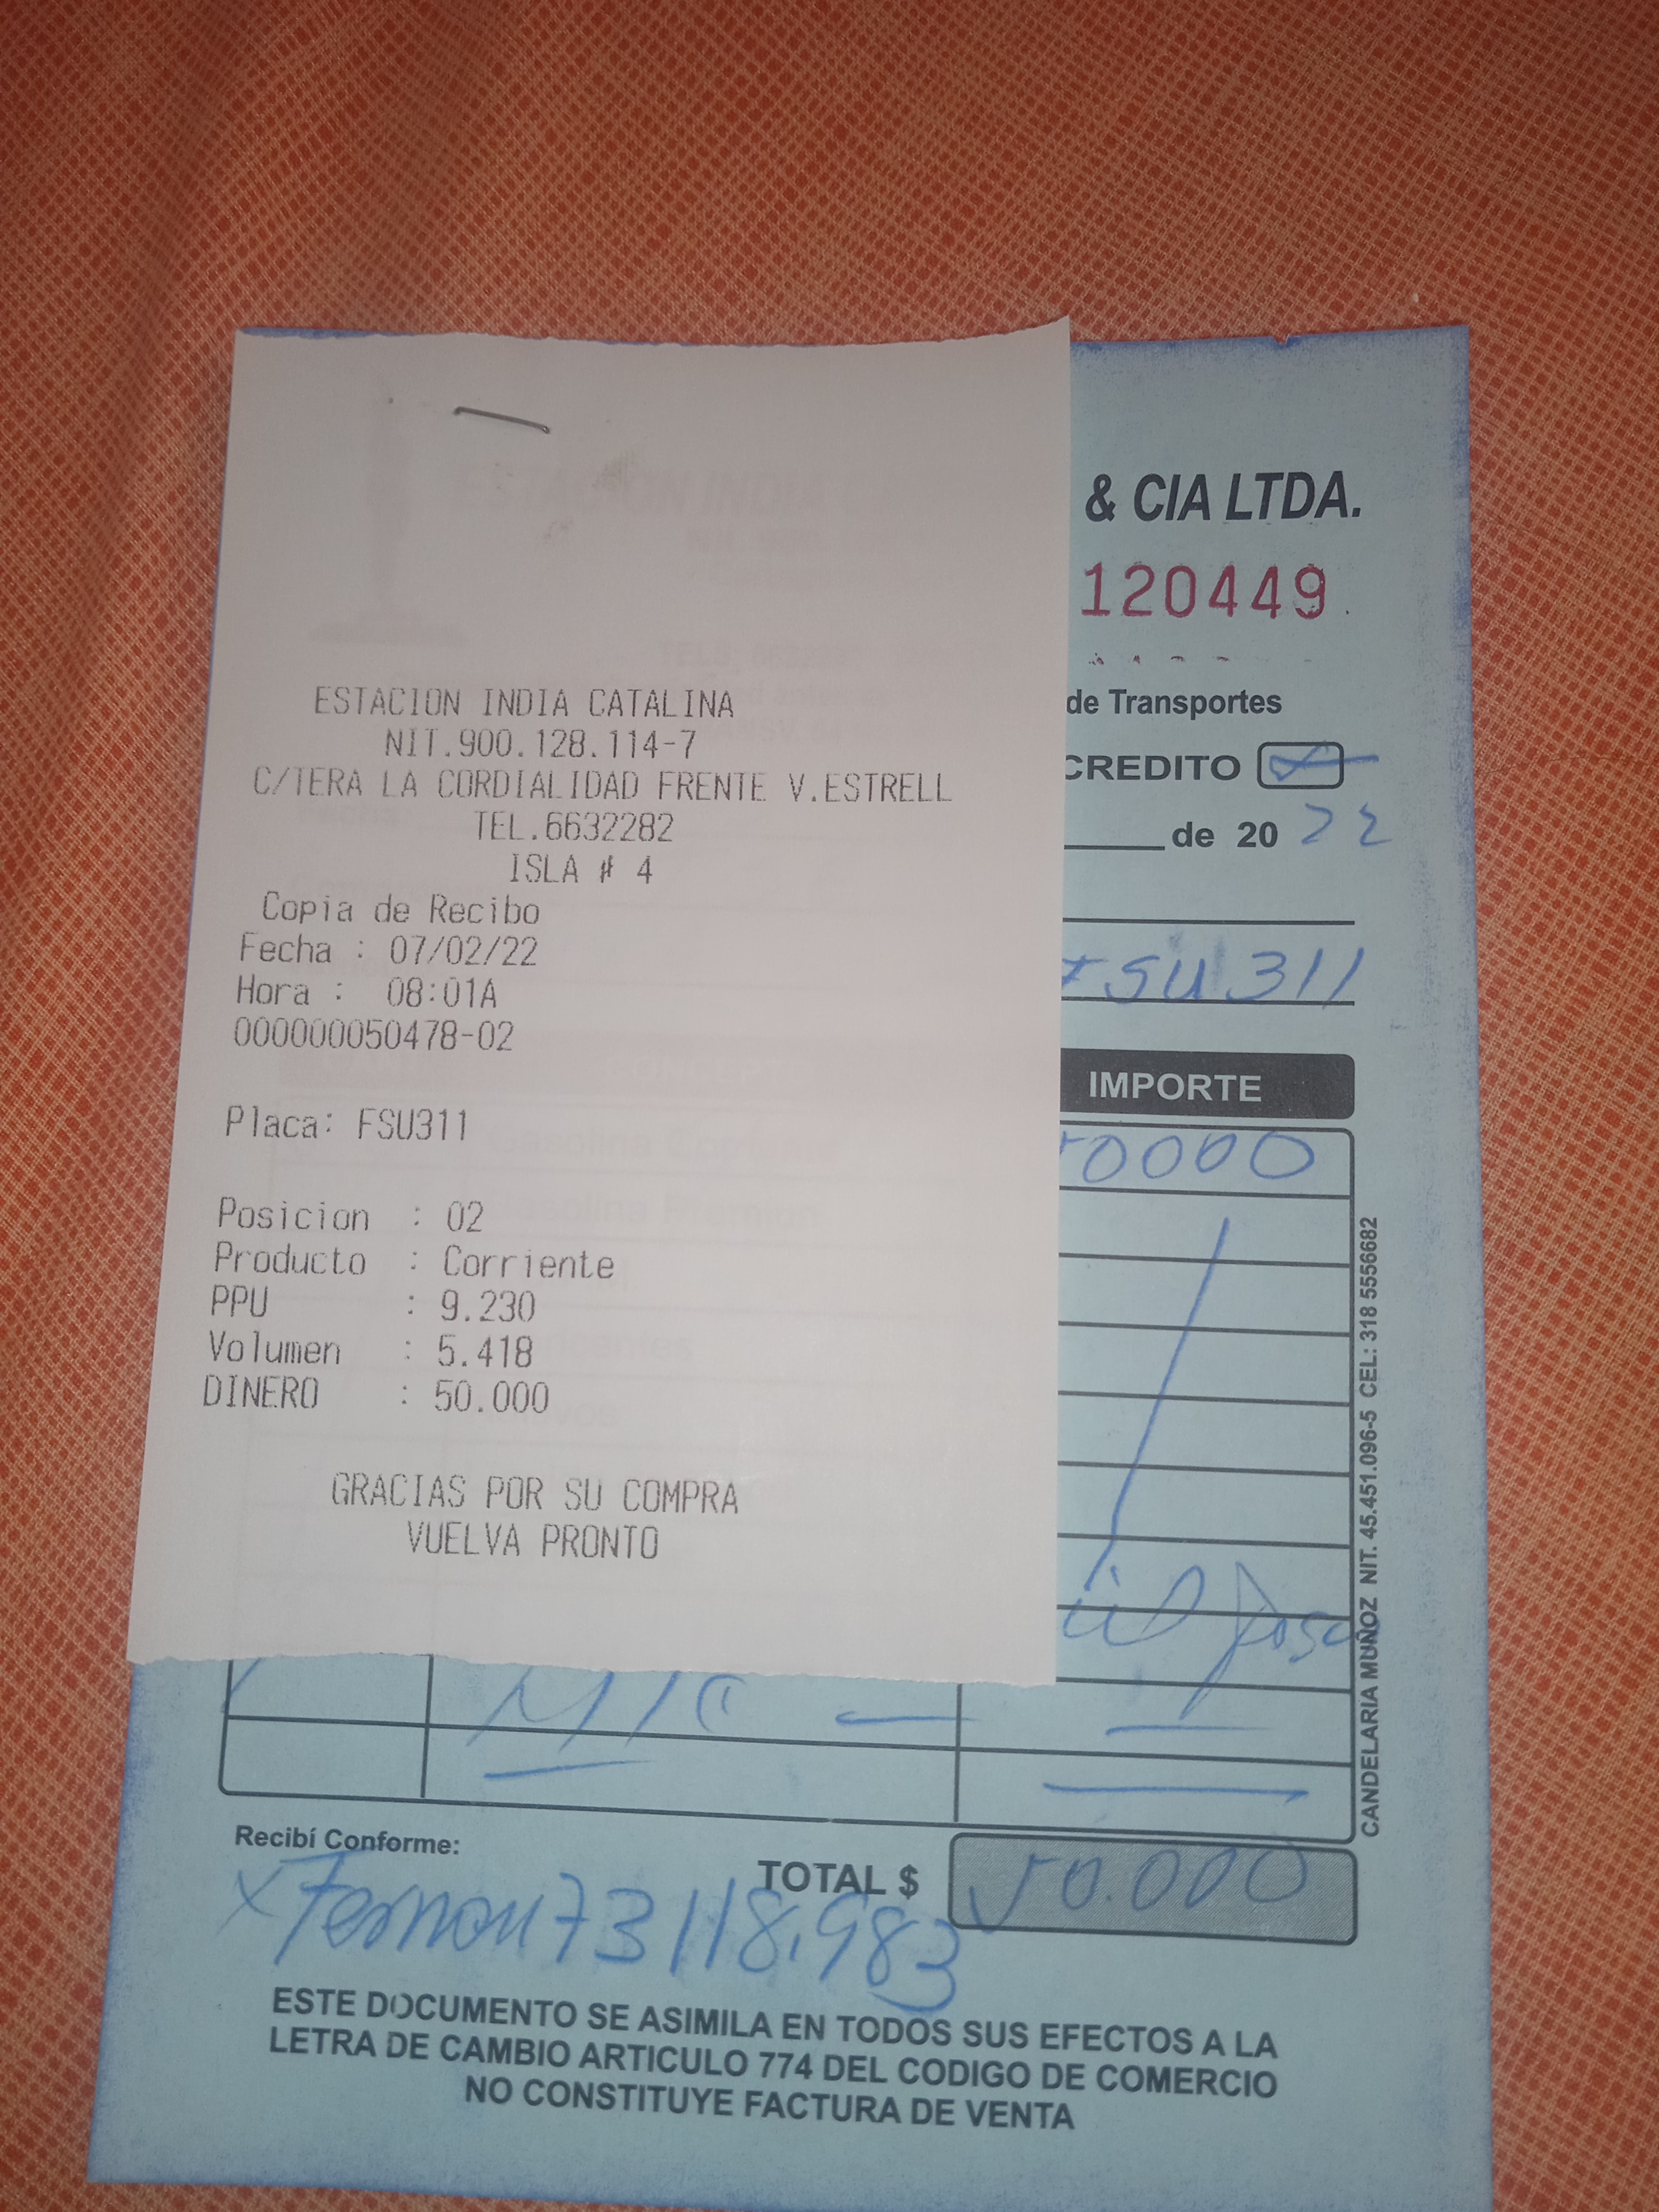 ESTACION INDIA CATALINA
NIT.900.128.114-7
C/TERA LA CORDIALIDAD FRENTE V.ESTRELL
TEL.6632282
ISLA # 4
Copia de Recibo
Fecha : 07/02/22
Hora : 08:01A
000000050478-02
Placa: FSU311
Posicion : 02
Producto : Corriente
PPU : 9.230
Volumen : 5.418
DINERO : 50.000
GRACIAS POR SU COMPRA
VUELVA PRONTO
& CIA LTDA.
120449
de Transportes
CREDITO
de 20 22
FSU311
IMPORTE
0000
CANDELARIA MUÑOZ NIT. 45.451.096-5 CEL: 318 5556682
Recibí Conforme:
TOTAL $ 50.000
73118.983
ESTE DOCUMENTO SE ASIMILA EN TODOS SUS EFECTOS A LA
LETRA DE CAMBIO ARTICULO 774 DEL CODIGO DE COMERCIO
NO CONSTITUYE FACTURA DE VENTA